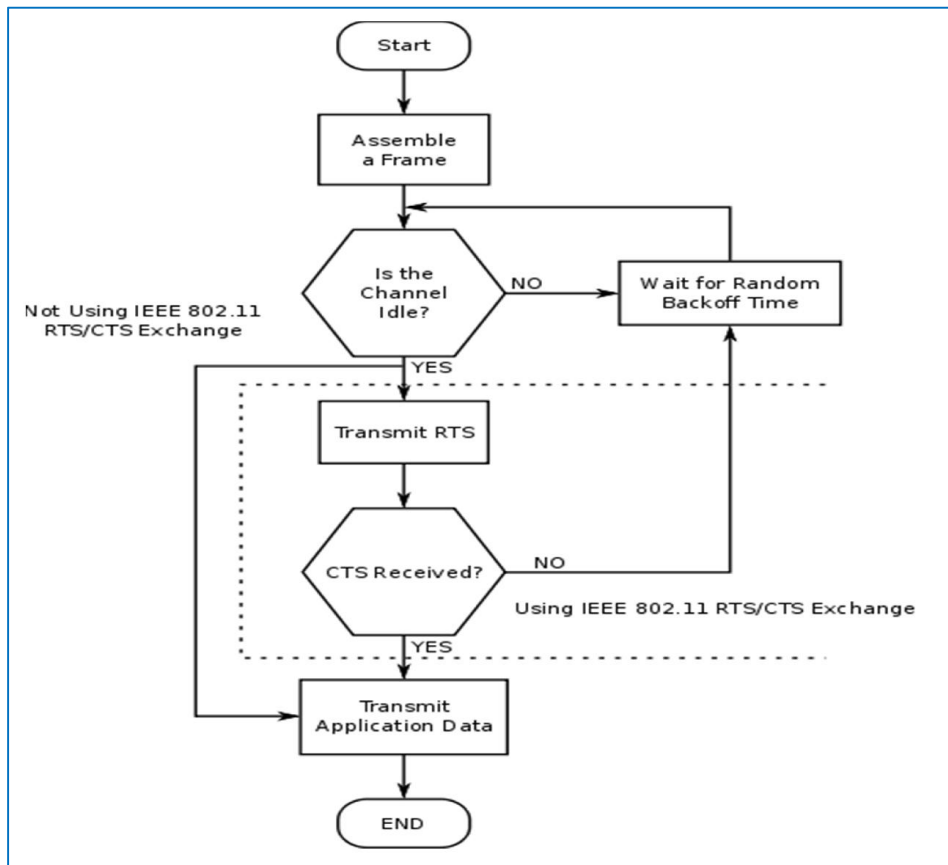 Start
Assemble
a Frame
Is the
Channel
Idle?
NO
Wait for Random
Backoff Time
Not Using IEEE 802.11
RTS/CTS Exchange
YES
Transmit RTS
CTS Received?
NO
Using IEEE 802.11 RTS/CTS Exchange
YES
Transmit
Application Data
END